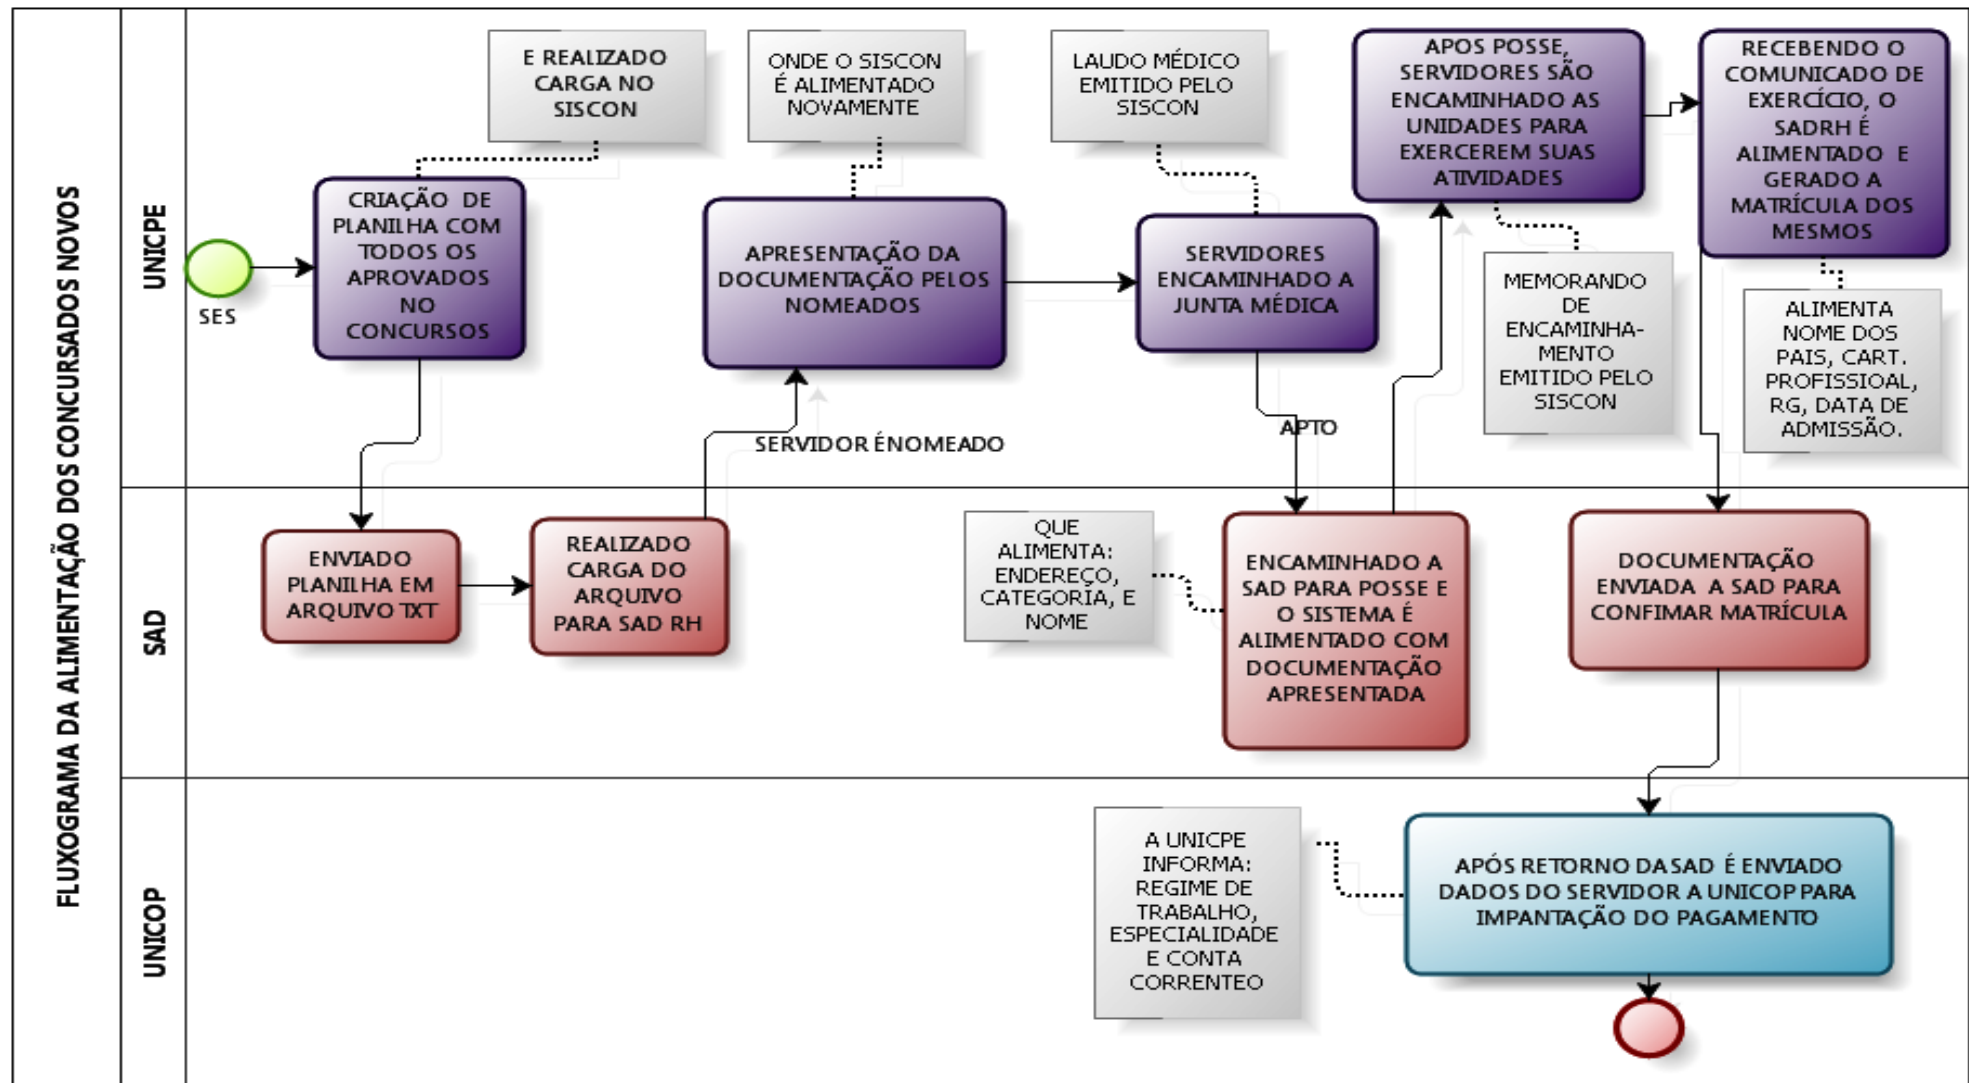 FLUXOGRAMA DA ALIMENTAÇÃO DOS CONCURSADOS NOVOS
UNICPE
SES
CRIAÇÃO DE
PLANILHA COM
TODOS OS
APROVADOS
NO
CONCURSOS
E REALIZADO
CARGA NO
SISCON
ONDE O SISCON
É ALIMENTADO
NOVAMENTE
APRESENTAÇÃO DA
DOCUMENTAÇÃO PELOS
NOMEADOS
SERVIDOR ÉNOMEADO
LAUDO MÉDICO
EMITIDO PELO
SISCON
SERVIDORES
ENCAMINHADO A
JUNTA MÉDICA
APTO
APOS POSSE,
SERVIDORES SÃO
ENCAMINHADO AS
UNIDADES PARA
EXERCEREM SUAS
ATIVIDADES
MEMORANDO
DE
ENCAMINHA-
MENTO
EMITIDO PELO
SISCON
RECEBENDO O
COMUNICADO DE
EXERCÍCIO, O
SADRH É
ALIMENTADO E
GERADO A
MATRÍCULA DOS
MESMOS
ALIMENTA
NOME DOS
PAIS, CART.
PROFISSIOAL,
RG, DATA DE
ADMISSÃO.
SAD
ENVIADO
PLANILHA EM
ARQUIVO TXT
REALIZADO
CARGA DO
ARQUIVO
PARA SAD RH
QUE
ALIMENTA:
ENDEREÇO,
CATEGORIA, E
NOME
ENCAMINHADO A
SAD PARA POSSE E
O SISTEMA É
ALIMENTADO COM
DOCUMENTAÇÃO
APRESENTADA
DOCUMENTAÇÃO
ENVIADA A SAD PARA
CONFIMAR MATRÍCULA
UNICOP
A UNICPE
INFORMA:
REGIME DE
TRABALHO,
ESPECIALIDADE
E CONTA
CORRENTEO
APÓS RETORNO DA SAD É ENVIADO
DADOS DO SERVIDOR A UNICOP PARA
IMPANTAÇÃO DO PAGAMENTO